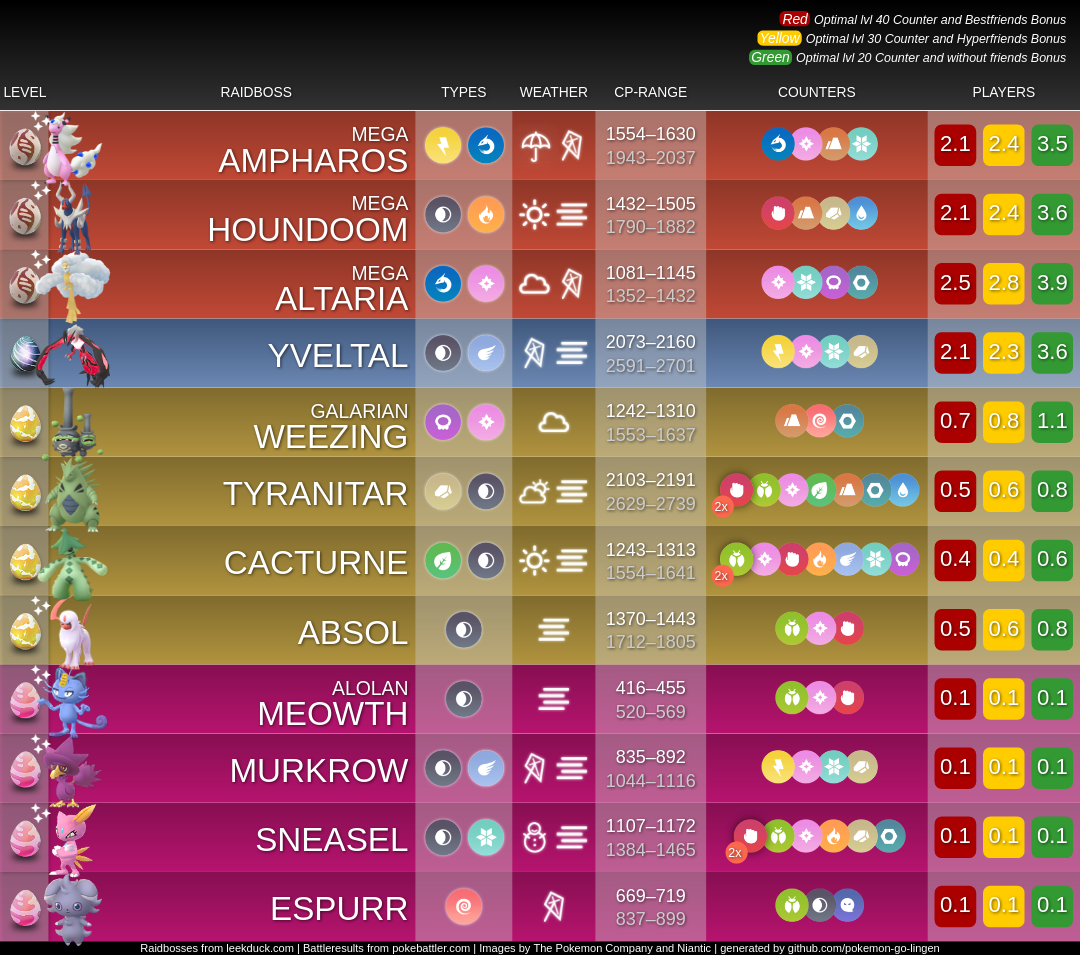 Red Optimal lvl 40 Counter and Bestfriends Bonus
Yellow Optimal lvl 30 Counter and Hyperfriends Bonus
Green Optimal lvl 20 Counter and without friends Bonus
LEVEL RAIDBOSS TYPES WEATHER CP-RANGE COUNTERS PLAYERS
MEGA
AMPHAROS
1554–1630
1943–2037
2.1 2.4 3.5
MEGA
HOUNDOOM
1432–1505
1790–1882
2.1 2.4 3.6
MEGA
ALTARIA
1081–1145
1352–1432
2.5 2.8 3.9
YVELTAL
2073–2160
2591–2701
2.1 2.3 3.6
GALARIAN
WEEZING
1242–1310
1553–1637
0.7 0.8 1.1
TYRANITAR
2103–2191
2629–2739
2x
0.5 0.6 0.8
CACTURNE
1243–1313
1554–1641
2x
0.4 0.4 0.6
ABSOL
1370–1443
1712–1805
0.5 0.6 0.8
ALOLAN
MEOWTH
416–455
520–569
0.1 0.1 0.1
MURKROW
835–892
1044–1116
0.1 0.1 0.1
SNEASEL
1107–1172
1384–1465
2x
0.1 0.1 0.1
ESPURR
669–719
837–899
0.1 0.1 0.1
Raidbosses from leekduck.com | Battleresults from pokebattler.com | Images by The Pokemon Company and Niantic | generated by github.com/pokemon-go-lingen